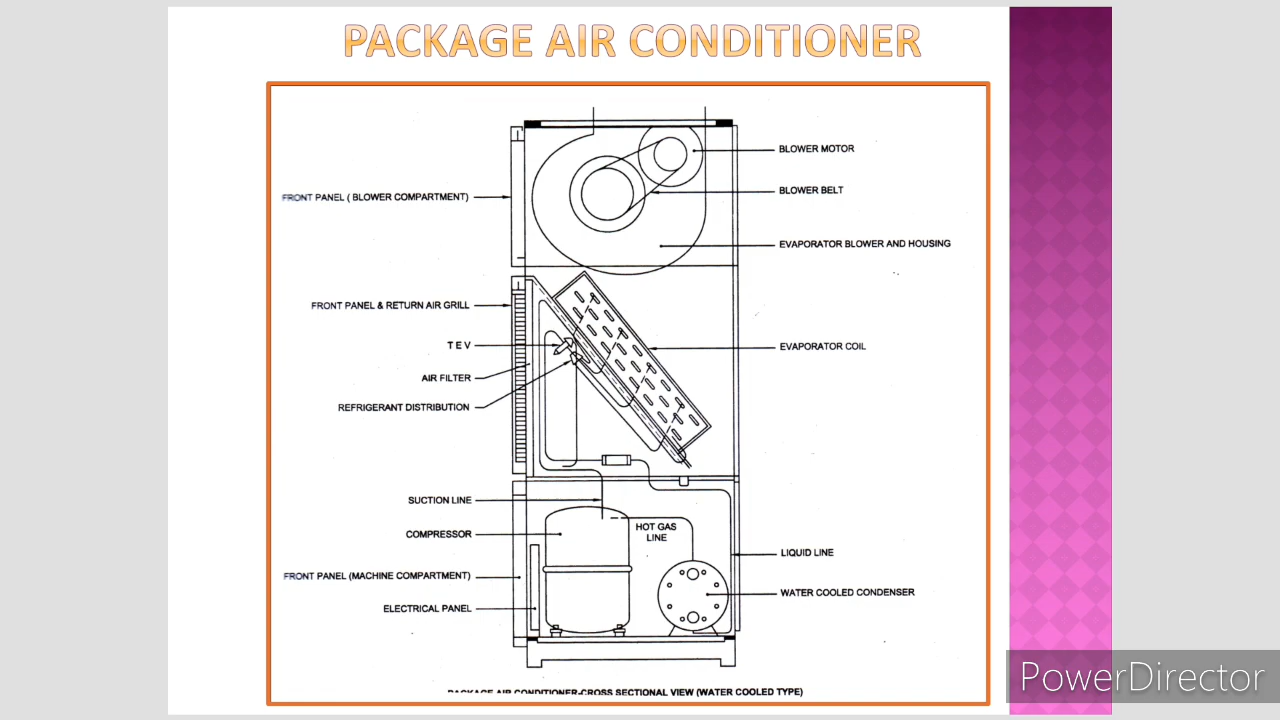 PACKAGE AIR CONDITIONER
BLOWER MOTOR
BLOWER BELT
FRONT PANEL ( BLOWER COMPARTMENT)
EVAPORATOR BLOWER AND HOUSING
FRONT PANEL & RETURN AIR GRILL
T E V
EVAPORATOR COIL
AIR FILTER
REFRIGERANT DISTRIBUTION
SUCTION LINE
COMPRESSOR
HOT GAS
LINE
LIQUID LINE
FRONT PANEL (MACHINE COMPARTMENT)
WATER COOLED CONDENSER
ELECTRICAL PANEL
PACKAGE AIR CONDITIONER-CROSS SECTIONAL VIEW (WATER COOLED TYPE)
PowerDirector